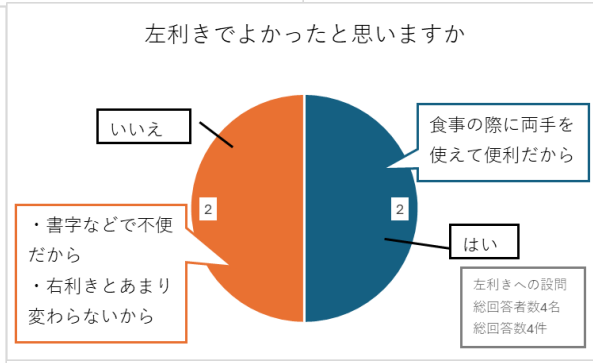 左利きでよかったと思いますか
いいえ
食事の際に両手を
使えて便利だから
2
2
・書字などで不便
だから
・右利きとあまり
変わらないから
はい
左利きへの設問
総回答者数4名
総回答数4件